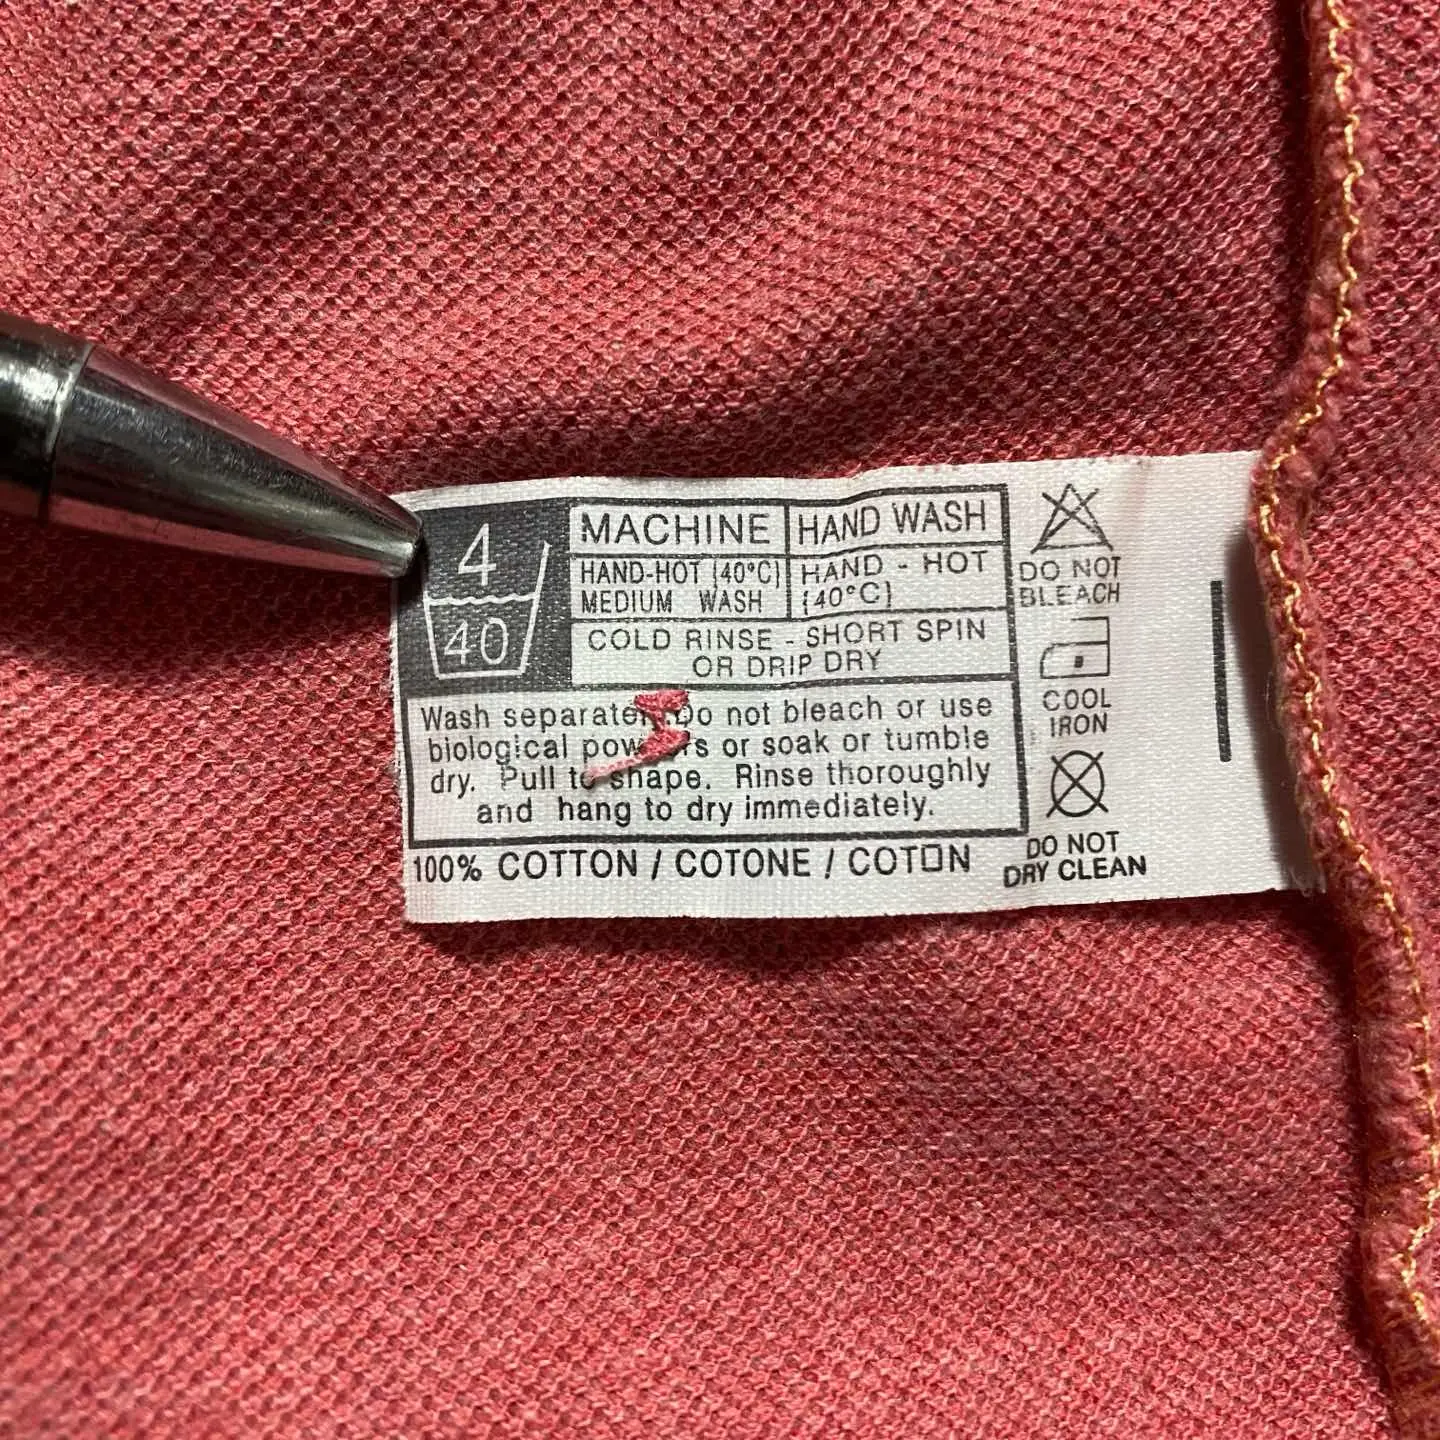 4
40
MACHINE
HAND WASH
HAND-HOT (40°C)
MEDIUM WASH
HAND - HOT
(40°C)
COLD RINSE - SHORT SPIN
OR DRIP DRY
Wash separately. Do not bleach or use
biological powders or soak or tumble
dry. Pull to shape. Rinse thoroughly
and hang to dry immediately.
100% COTTON / COTONE / COTON
DO NOT
BLEACH
COOL
IRON
DO NOT
DRY CLEAN